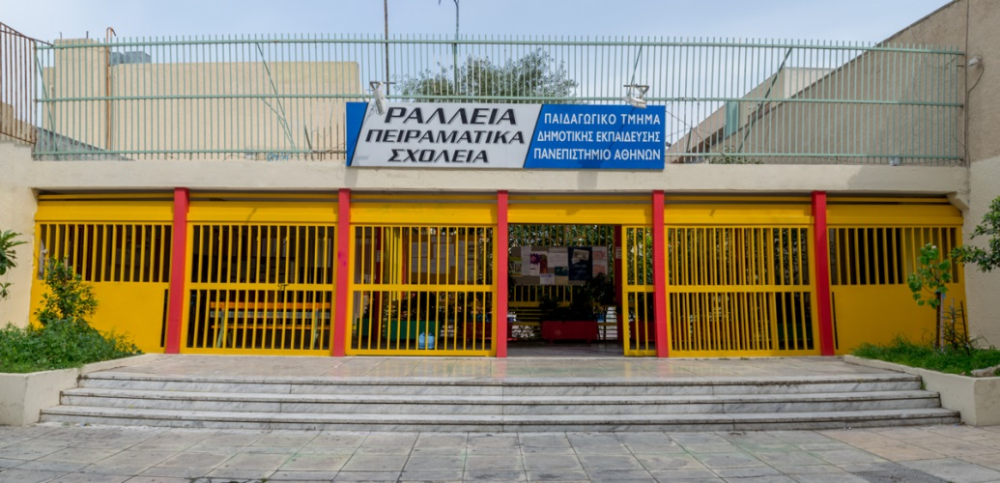 ΡΑΛΛΕΙΑ
ΠΕΙΡΑΜΑΤΙΚΑ
ΣΧΟΛΕΙΑ
ΠΑΙΔΑΓΩΓΙΚΟ ΤΜΗΜΑ
ΔΗΜΟΤΙΚΗΣ ΕΚΠΑΙΔΕΥΣΗΣ
ΠΑΝΕΠΙΣΤΗΜΙΟ ΑΘΗΝΩΝ